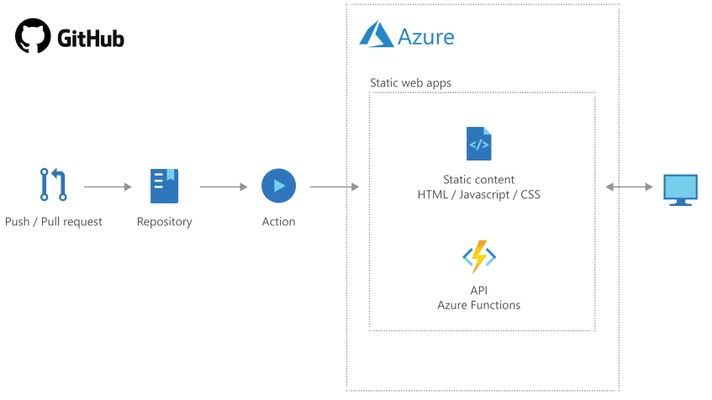 GitHub
Azure
Static web apps
</>
Static content
HTML / Javascript / CSS
Push / Pull request
Repository
Action
API
Azure Functions